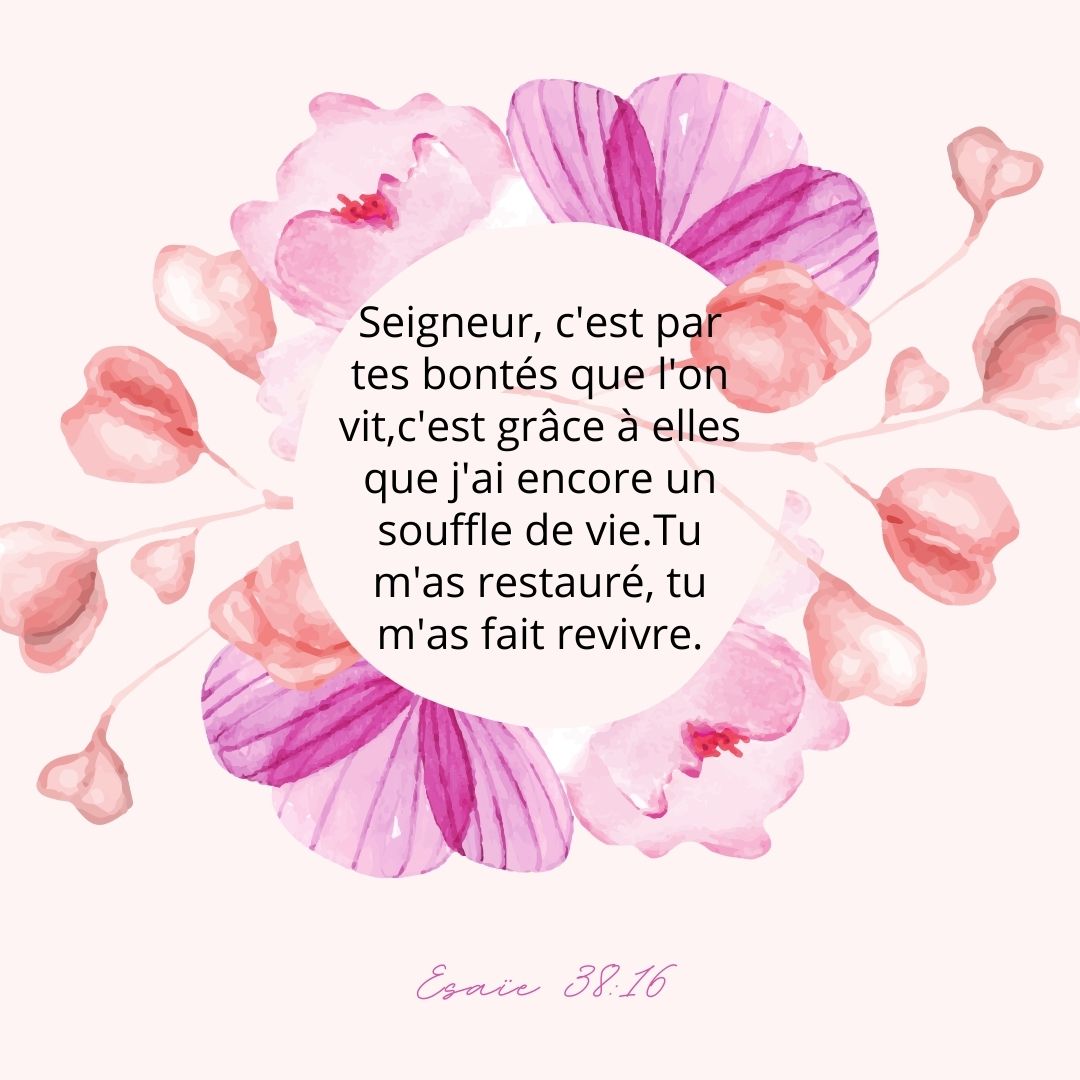 Seigneur, c'est par
tes bontés que l'on
vit,c'est grâce à elles
que j'ai encore un
souffle de vie.Tu
m'as restauré, tu
m'as fait revivre.
Esaïe 38:16